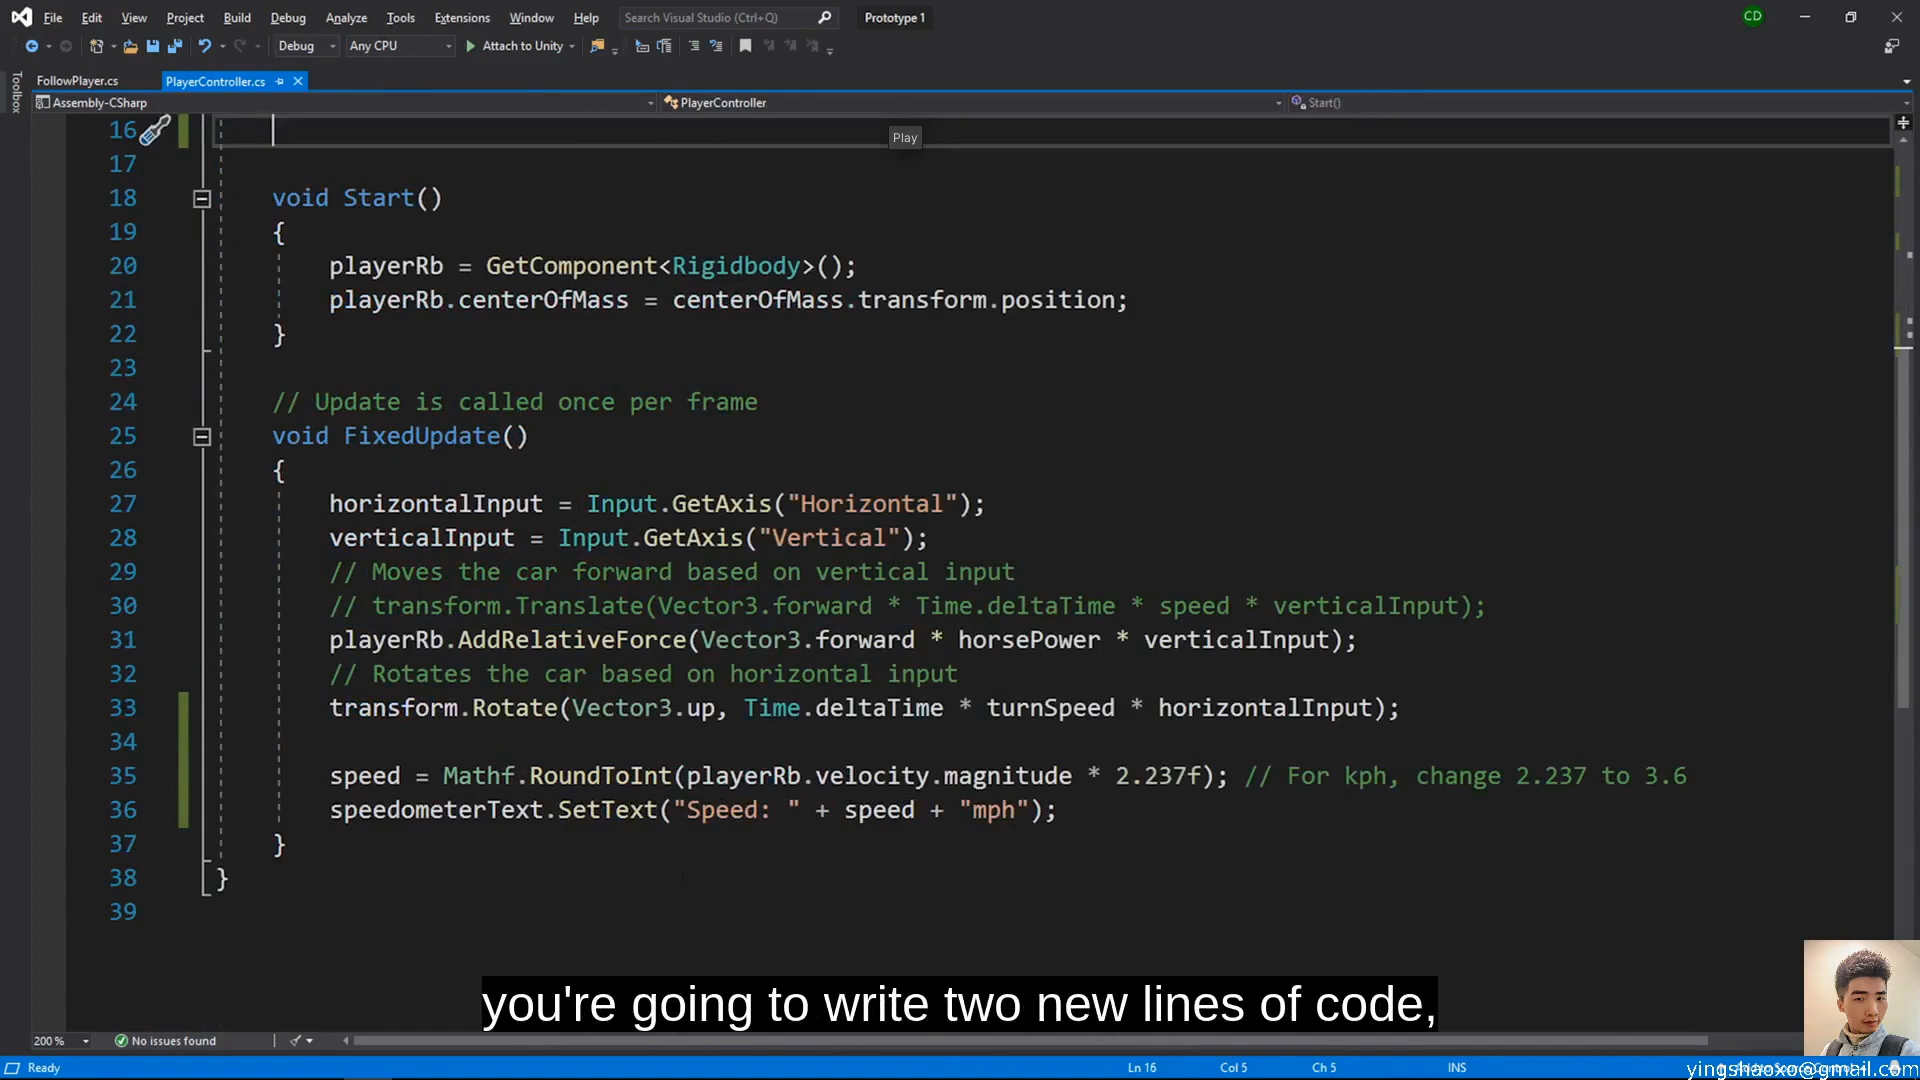 File Edit View Project Build Debug Analyze Tools Extensions Window Help Search Visual Studio (Ctrl+Q) Prototype 1 CD
Debug Any CPU Attach to Unity
Toolbox
FollowPlayer.cs PlayerController.cs
Assembly-CSharp PlayerController Start()
16
Play
17
18 void Start()
19 {
20 playerRb = GetComponent<Rigidbody>();
21 playerRb.centerOfMass = centerOfMass.transform.position;
22 }
23
24 // Update is called once per frame
25 void FixedUpdate()
26 {
27 horizontalInput = Input.GetAxis("Horizontal");
28 verticalInput = Input.GetAxis("Vertical");
29 // Moves the car forward based on vertical input
30 // transform.Translate(Vector3.forward * Time.deltaTime * speed * verticalInput);
31 playerRb.AddRelativeForce(Vector3.forward * horsePower * verticalInput);
32 // Rotates the car based on horizontal input
33 transform.Rotate(Vector3.up, Time.deltaTime * turnSpeed * horizontalInput);
34
35 speed = Mathf.RoundToInt(playerRb.velocity.magnitude * 2.237f); // For kph, change 2.237 to 3.6
36 speedometerText.SetText("Speed: " + speed + "mph");
37 }
38 }
39
you're going to write two new lines of code,
200 % No issues found
Ready Ln 16 Col 5 Ch 5 INS
yingshaoxo@gmail.com